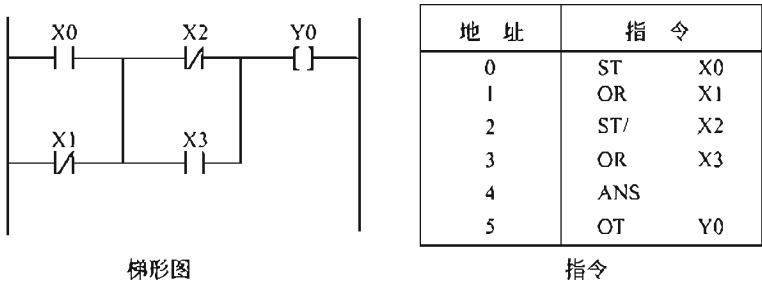 X0 X2 Y0
X1 X3
梯形图
地 址 指 令
0 ST X0
1 OR X1
2 ST/ X2
3 OR X3
4 ANS
5 OT Y0
指令